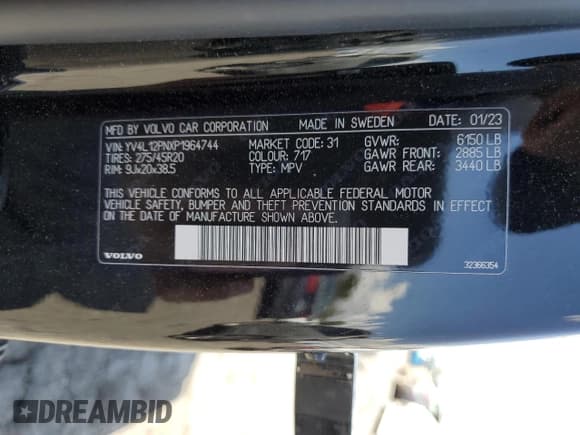 MFD BY VOLVO CAR CORPORATION MADE IN SWEDEN DATE: 01/23
VIN: YV4L12PNXP1964744 MARKET CODE: 31 GVWR: 6150 LB
TIRES: 275/45R20 COLOUR: 717 GAWR FRONT: 2885 LB
RIM: 9Jx20x38.5 TYPE: MPV GAWR REAR: 3440 LB
THIS VEHICLE CONFORMS TO ALL APPLICABLE FEDERAL MOTOR
VEHICLE SAFETY, BUMPER AND THEFT PREVENTION STANDARDS IN EFFECT
ON THE DATE OF MANUFACTURE SHOWN ABOVE.
VOLVO 32366354
DREAMBID